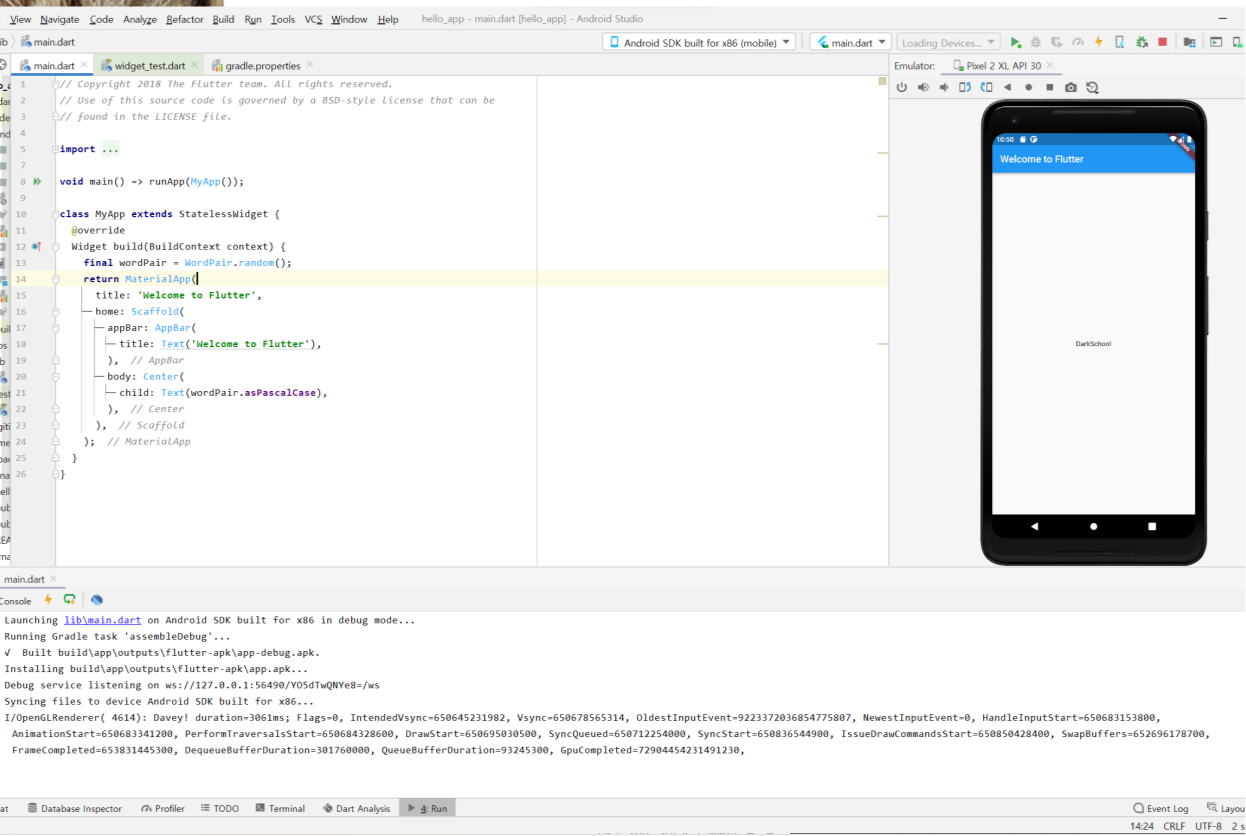 View Navigate Code Analyze Refactor Build Run Tools VCS Window Help hello_app - main.dart [hello_app] - Android Studio
main.dart Android SDK built for x86 (mobile) main.dart Loading Devices...
main.dart widget_test.dart gradle.properties Emulator: Pixel 2 XL API 30
1 // Copyright 2018 The Flutter team. All rights reserved.
2 // Use of this source code is governed by a BSD-style license that can be
3 // found in the LICENSE file.
4
5 import ...
7
8 void main() => runApp(MyApp());
9
10 class MyApp extends StatelessWidget {
11 @override
12 Widget build(BuildContext context) {
13 final wordPair = WordPair.random();
14 return MaterialApp(
15 title: 'Welcome to Flutter',
16 home: Scaffold(
17 appBar: AppBar(
18 title: Text('Welcome to Flutter'),
19 ), // AppBar
20 body: Center(
21 child: Text(wordPair.asPascalCase),
22 ), // Center
23 ), // Scaffold
24 ); // MaterialApp
25 }
26 }
10:50
Welcome to Flutter
DarkSchool
main.dart
Console
Launching lib\main.dart on Android SDK built for x86 in debug mode...
Running Gradle task 'assembleDebug'...
√ Built build\app\outputs\flutter-apk\app-debug.apk.
Installing build\app\outputs\flutter-apk\app.apk...
Debug service listening on ws://127.0.0.1:56490/YO5dTwQNYe8=/ws
Syncing files to device Android SDK built for x86...
I/OpenGLRenderer( 4614): Davey! duration=3061ms; Flags=0, IntendedVsync=650645231982, Vsync=650678565314, OldestInputEvent=9223372036854775807, NewestInputEvent=0, HandleInputStart=650683153800,
AnimationStart=650683341200, PerformTraversalsStart=650684328600, DrawStart=650695030500, SyncQueued=650712254000, SyncStart=650836544900, IssueDrawCommandsStart=650850428400, SwapBuffers=652696178700,
FrameCompleted=653831445300, DequeueBufferDuration=301760000, QueueBufferDuration=93245300, GpuCompleted=72904454231491230,
Database Inspector Profiler TODO Terminal Dart Analysis 4: Run Event Log
14:24 CRLF UTF-8